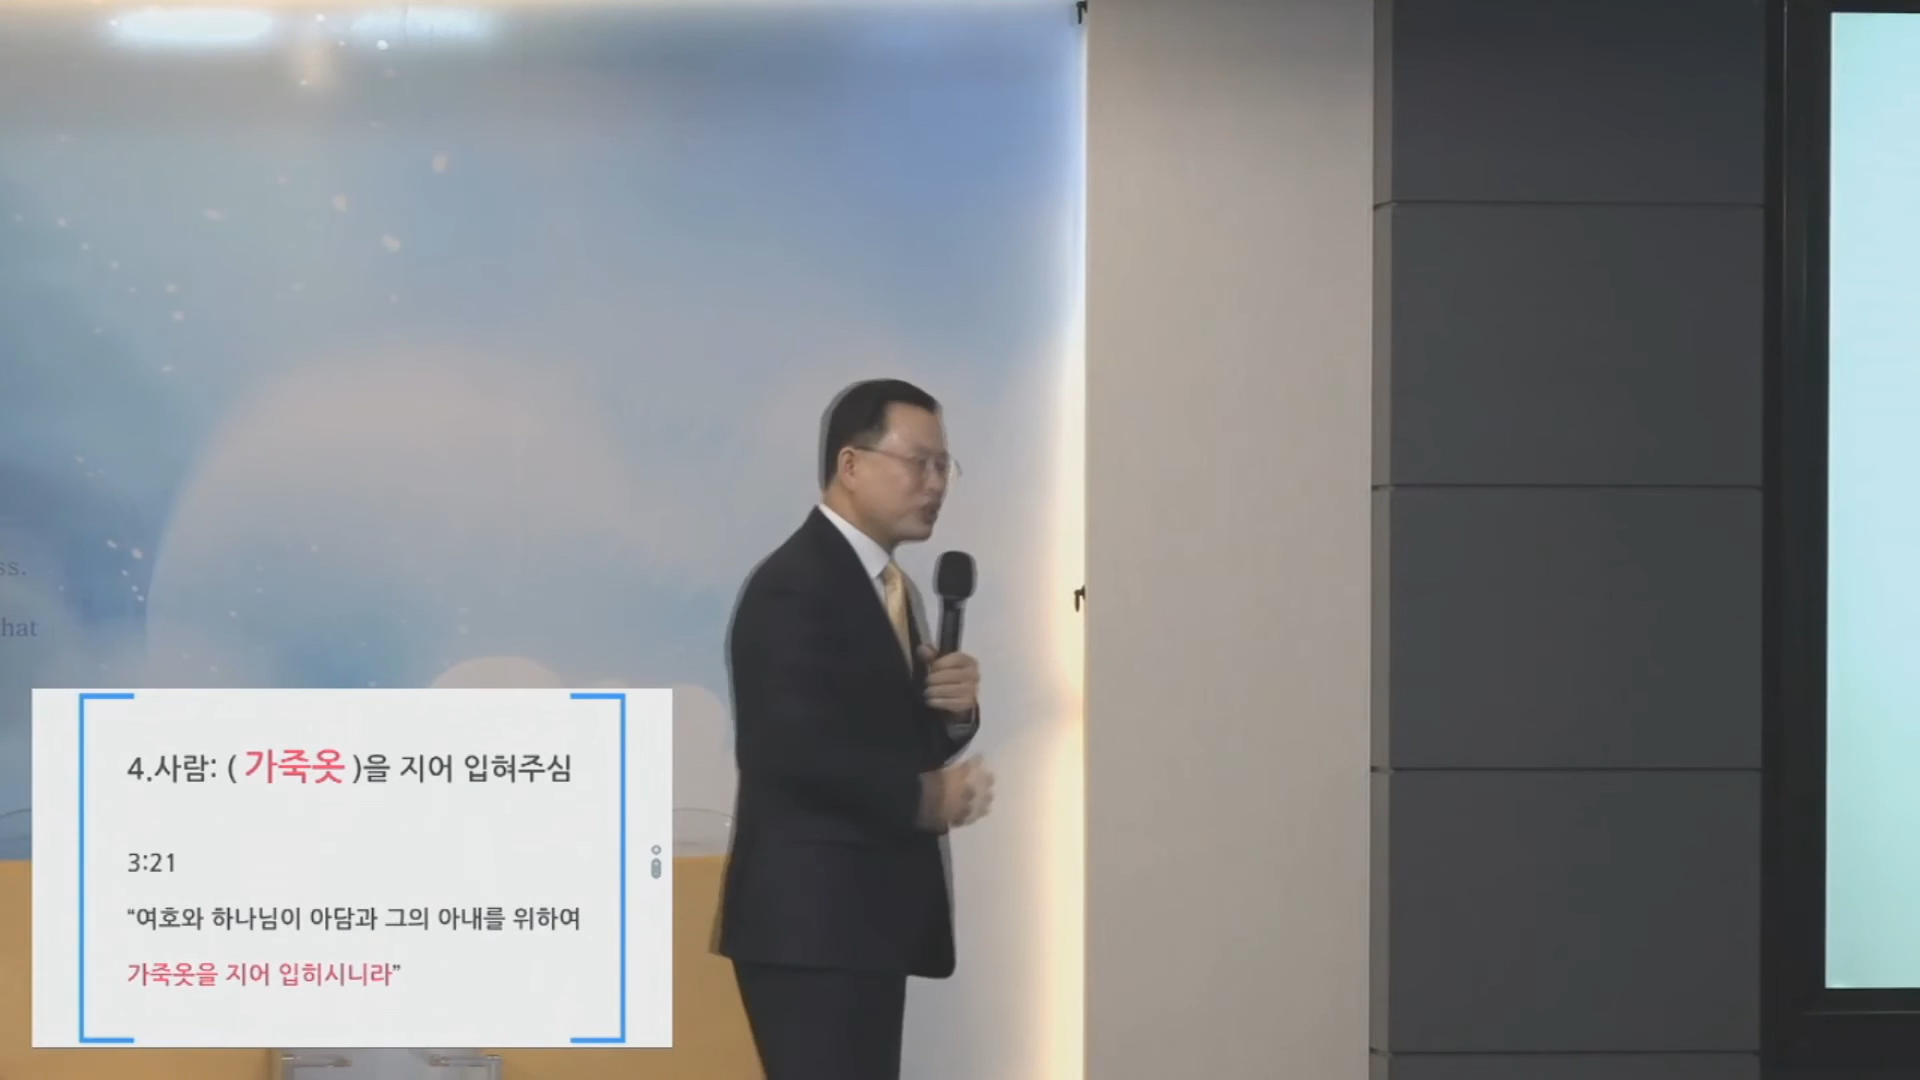 ss.
hat
4.사람: ( 가죽옷 )을 지어 입혀주심
3:21
“여호와 하나님이 아담과 그의 아내를 위하여
가죽옷을 지어 입히시니라”